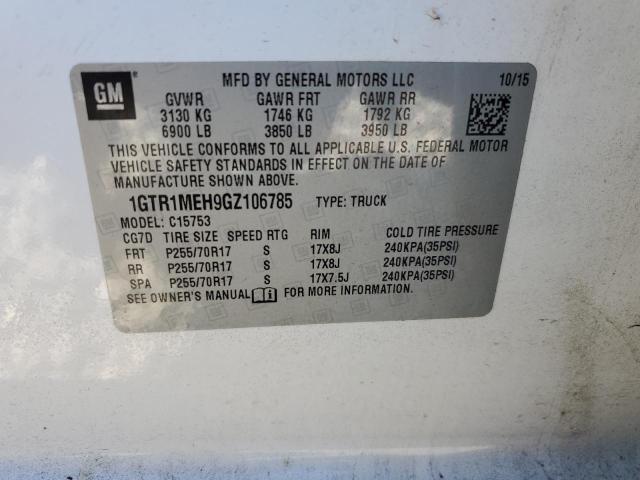 GM ®
MFD BY GENERAL MOTORS LLC 10/15
GVWR GAWR FRT GAWR RR
3130 KG 1746 KG 1792 KG
6900 LB 3850 LB 3950 LB
THIS VEHICLE CONFORMS TO ALL APPLICABLE U.S. FEDERAL MOTOR
VEHICLE SAFETY STANDARDS IN EFFECT ON THE DATE OF
MANUFACTURE SHOWN ABOVE.
1GTR1MEH9GZ106785 TYPE: TRUCK
MODEL: C15753
CG7D TIRE SIZE SPEED RTG RIM COLD TIRE PRESSURE
FRT P255/70R17 S 17X8J 240KPA(35PSI)
RR P255/70R17 S 17X8J 240KPA(35PSI)
SPA P255/70R17 S 17X7.5J 240KPA(35PSI)
SEE OWNER'S MANUAL FOR MORE INFORMATION.